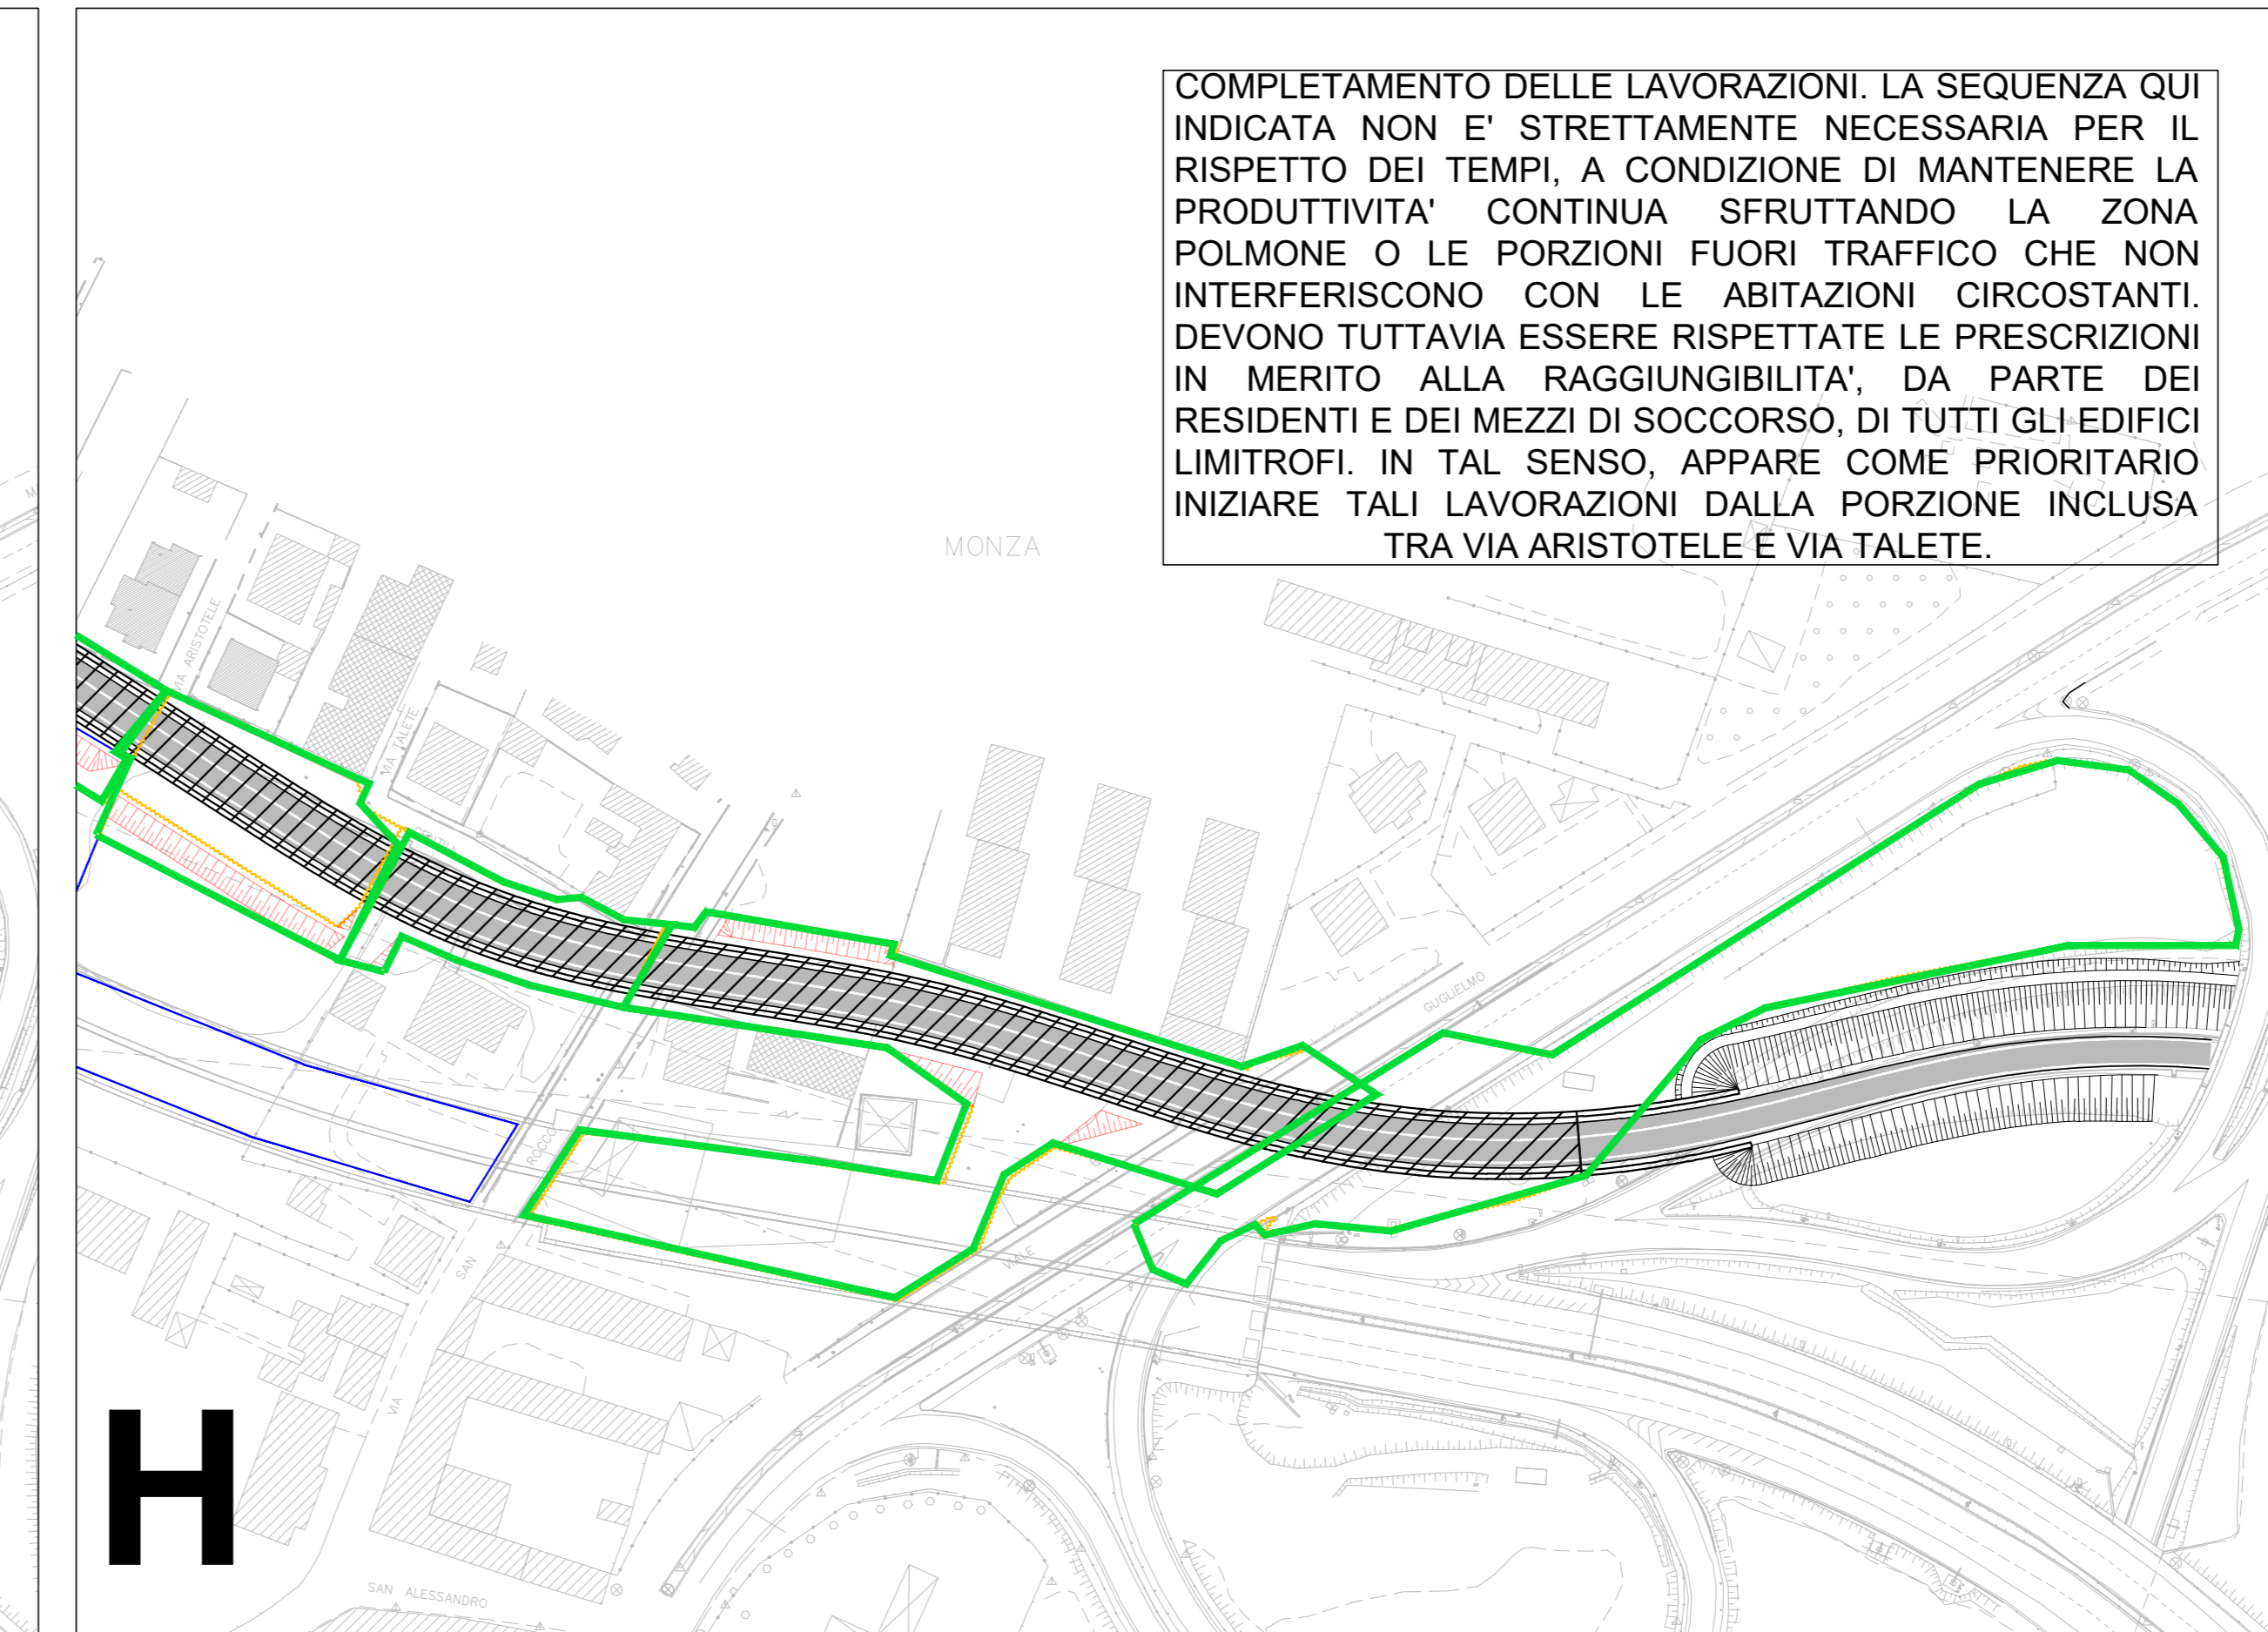 COMPLETAMENTO DELLE LAVORAZIONI. LA SEQUENZA QUI
INDICATA NON E' STRETTAMENTE NECESSARIA PER IL
RISPETTO DEI TEMPI, A CONDIZIONE DI MANTENERE LA
PRODUTTIVITA' CONTINUA SFRUTTANDO LA ZONA
POLMONE O LE PORZIONI FUORI TRAFFICO CHE NON
INTERFERISCONO CON LE ABITAZIONI CIRCOSTANTI.
DEVONO TUTTAVIA ESSERE RISPETTATE LE PRESCRIZIONI
IN MERITO ALLA RAGGIUNGIBILITA', DA PARTE DEI
RESIDENTI E DEI MEZZI DI SOCCORSO, DI TUTTI GLI EDIFICI
LIMITROFI. IN TAL SENSO, APPARE COME PRIORITARIO
INIZIARE TALI LAVORAZIONI DALLA PORZIONE INCLUSA
TRA VIA ARISTOTELE E VIA TALETE.
MONZA
VIA ARISTOTELE
VIA TALETE
GUGLIELMO
VIALE
ROCCO
SAN
VIA
SAN ALESSANDRO
H